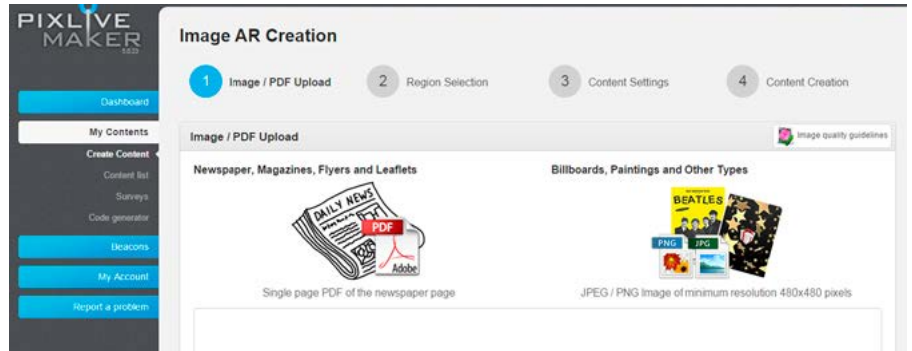 PIXLIVE
MAKER
Image AR Creation
1 Image / PDF Upload
2 Region Selection
3 Content Settings
4 Content Creation
Dashboard
My Contents
Create Content
Content list
Surveys
Code generator
Beacons
My Account
Report a problem
Image / PDF Upload
Image quality guidelines
Newspaper, Magazines, Flyers and Leaflets
DAILY NEWS
PDF
Adobe
Single page PDF of the newspaper page
Billboards, Paintings and Other Types
BEATLES
PNG
JPG
JPEG / PNG Image of minimum resolution 480x480 pixels